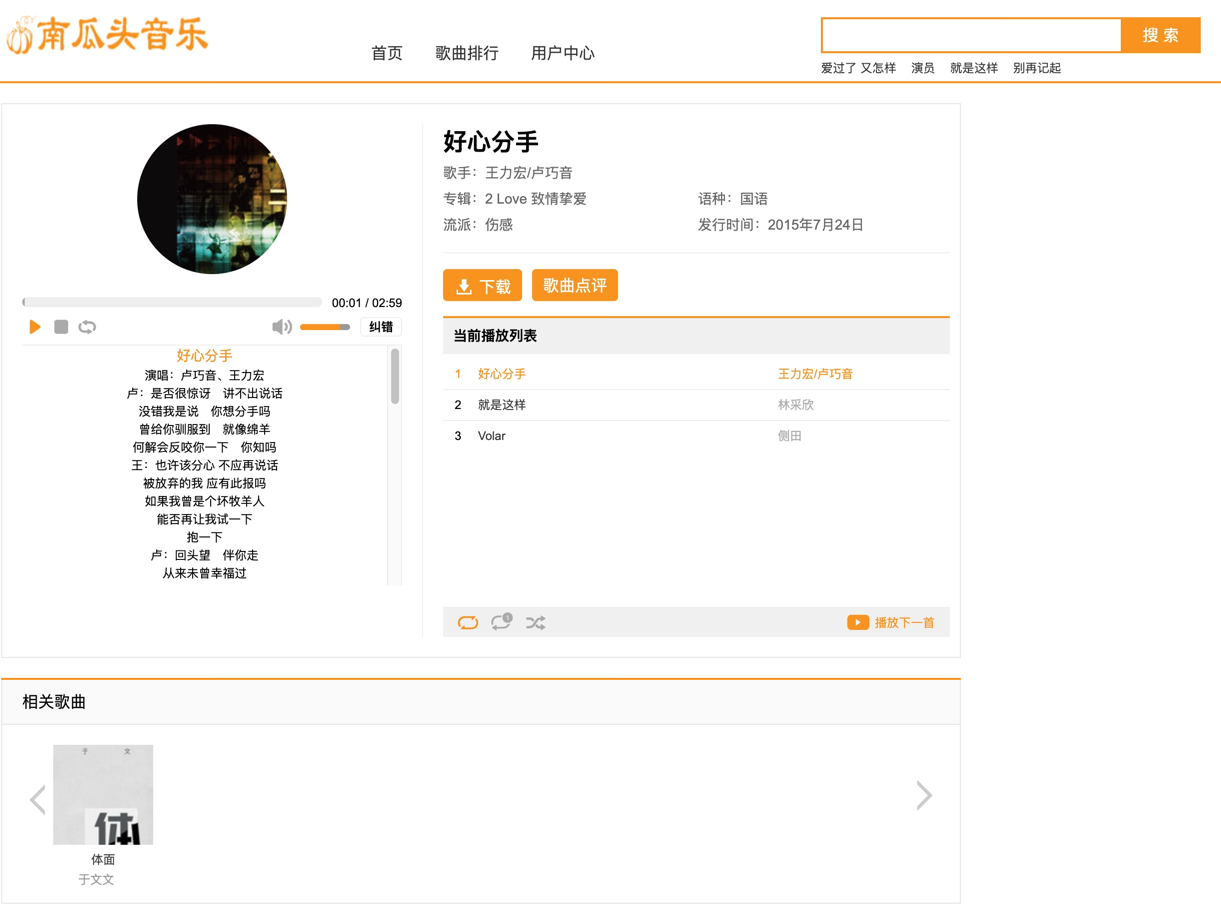 南瓜头音乐
首页 歌曲排行 用户中心
搜 索
爱过了 又怎样 演员 就是这样 别再记起
好心分手
歌手：王力宏/卢巧音
专辑：2 Love 致情挚爱 语种：国语
流派：伤感 发行时间：2015年7月24日
下载 歌曲点评
00:01 / 02:59
纠错
好心分手
演唱：卢巧音、王力宏
卢：是否很惊讶　讲不出说话
没错我是说　你想分手吗
曾给你驯服到　就像绵羊
何解会反咬你一下　你知吗
王：也许该分心 不应再说话
被放弃的我 应有此报吗
如果我曾是个坏牧羊人
能否再让我试一下
抱一下
卢：回头望　伴你走
从来未曾幸福过
当前播放列表
1 好心分手 王力宏/卢巧音
2 就是这样 林采欣
3 Volar 侧田
1
播放下一首
相关歌曲
于 文
体
体面
于文文